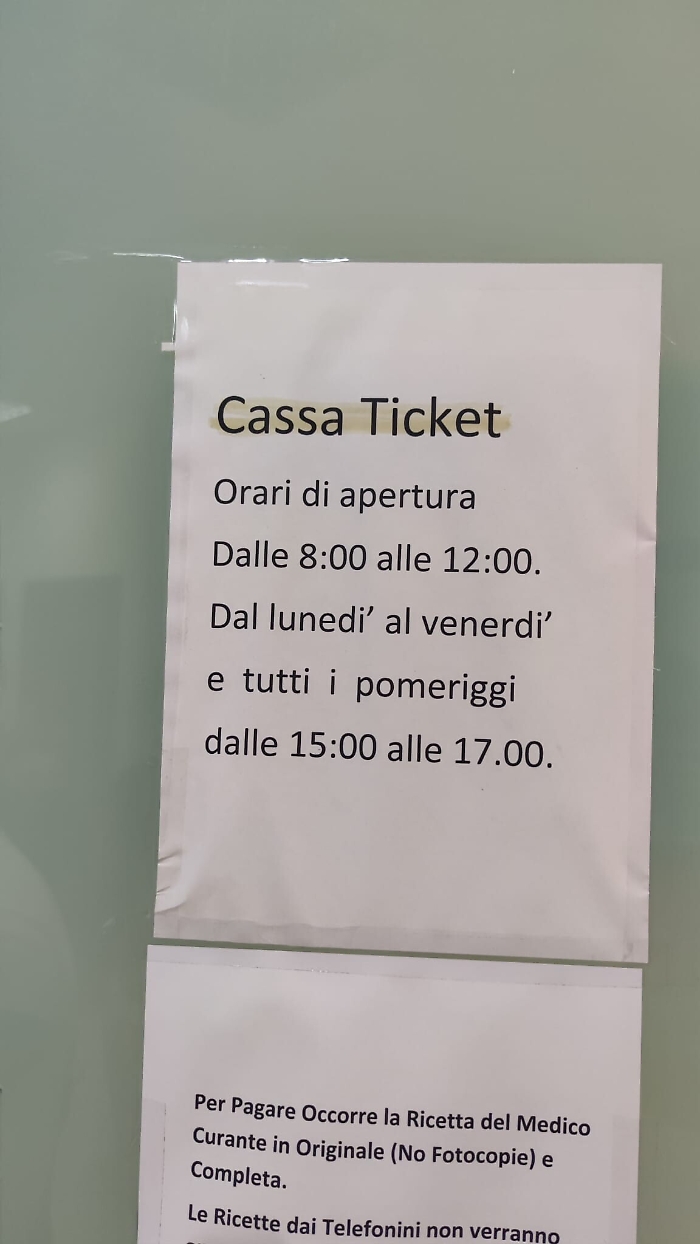 Cassa Ticket
Orari di apertura
Dalle 8:00 alle 12:00.
Dal lunedi’ al venerdi’
e tutti i pomeriggi
dalle 15:00 alle 17.00.
Per Pagare Occorre la Ricetta del Medico
Curante in Originale (No Fotocopie) e
Completa.
Le Ricette dai Telefonini non verranno